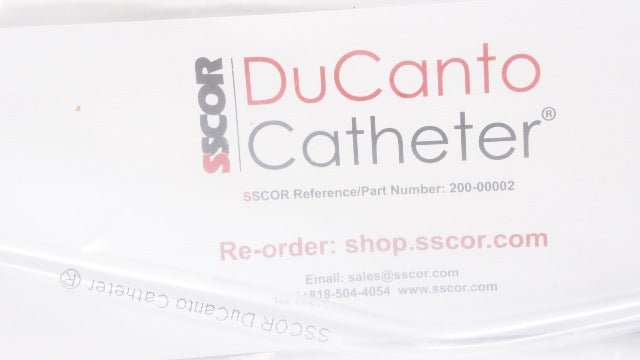 SSCOR
DuCanto
Catheter®
SSCOR Reference/Part Number: 200-00002
Re-order: shop.sscor.com
Email: sales@sscor.com
818-504-4054 www.sscor.com
SSCOR DuCanto Catheter ®